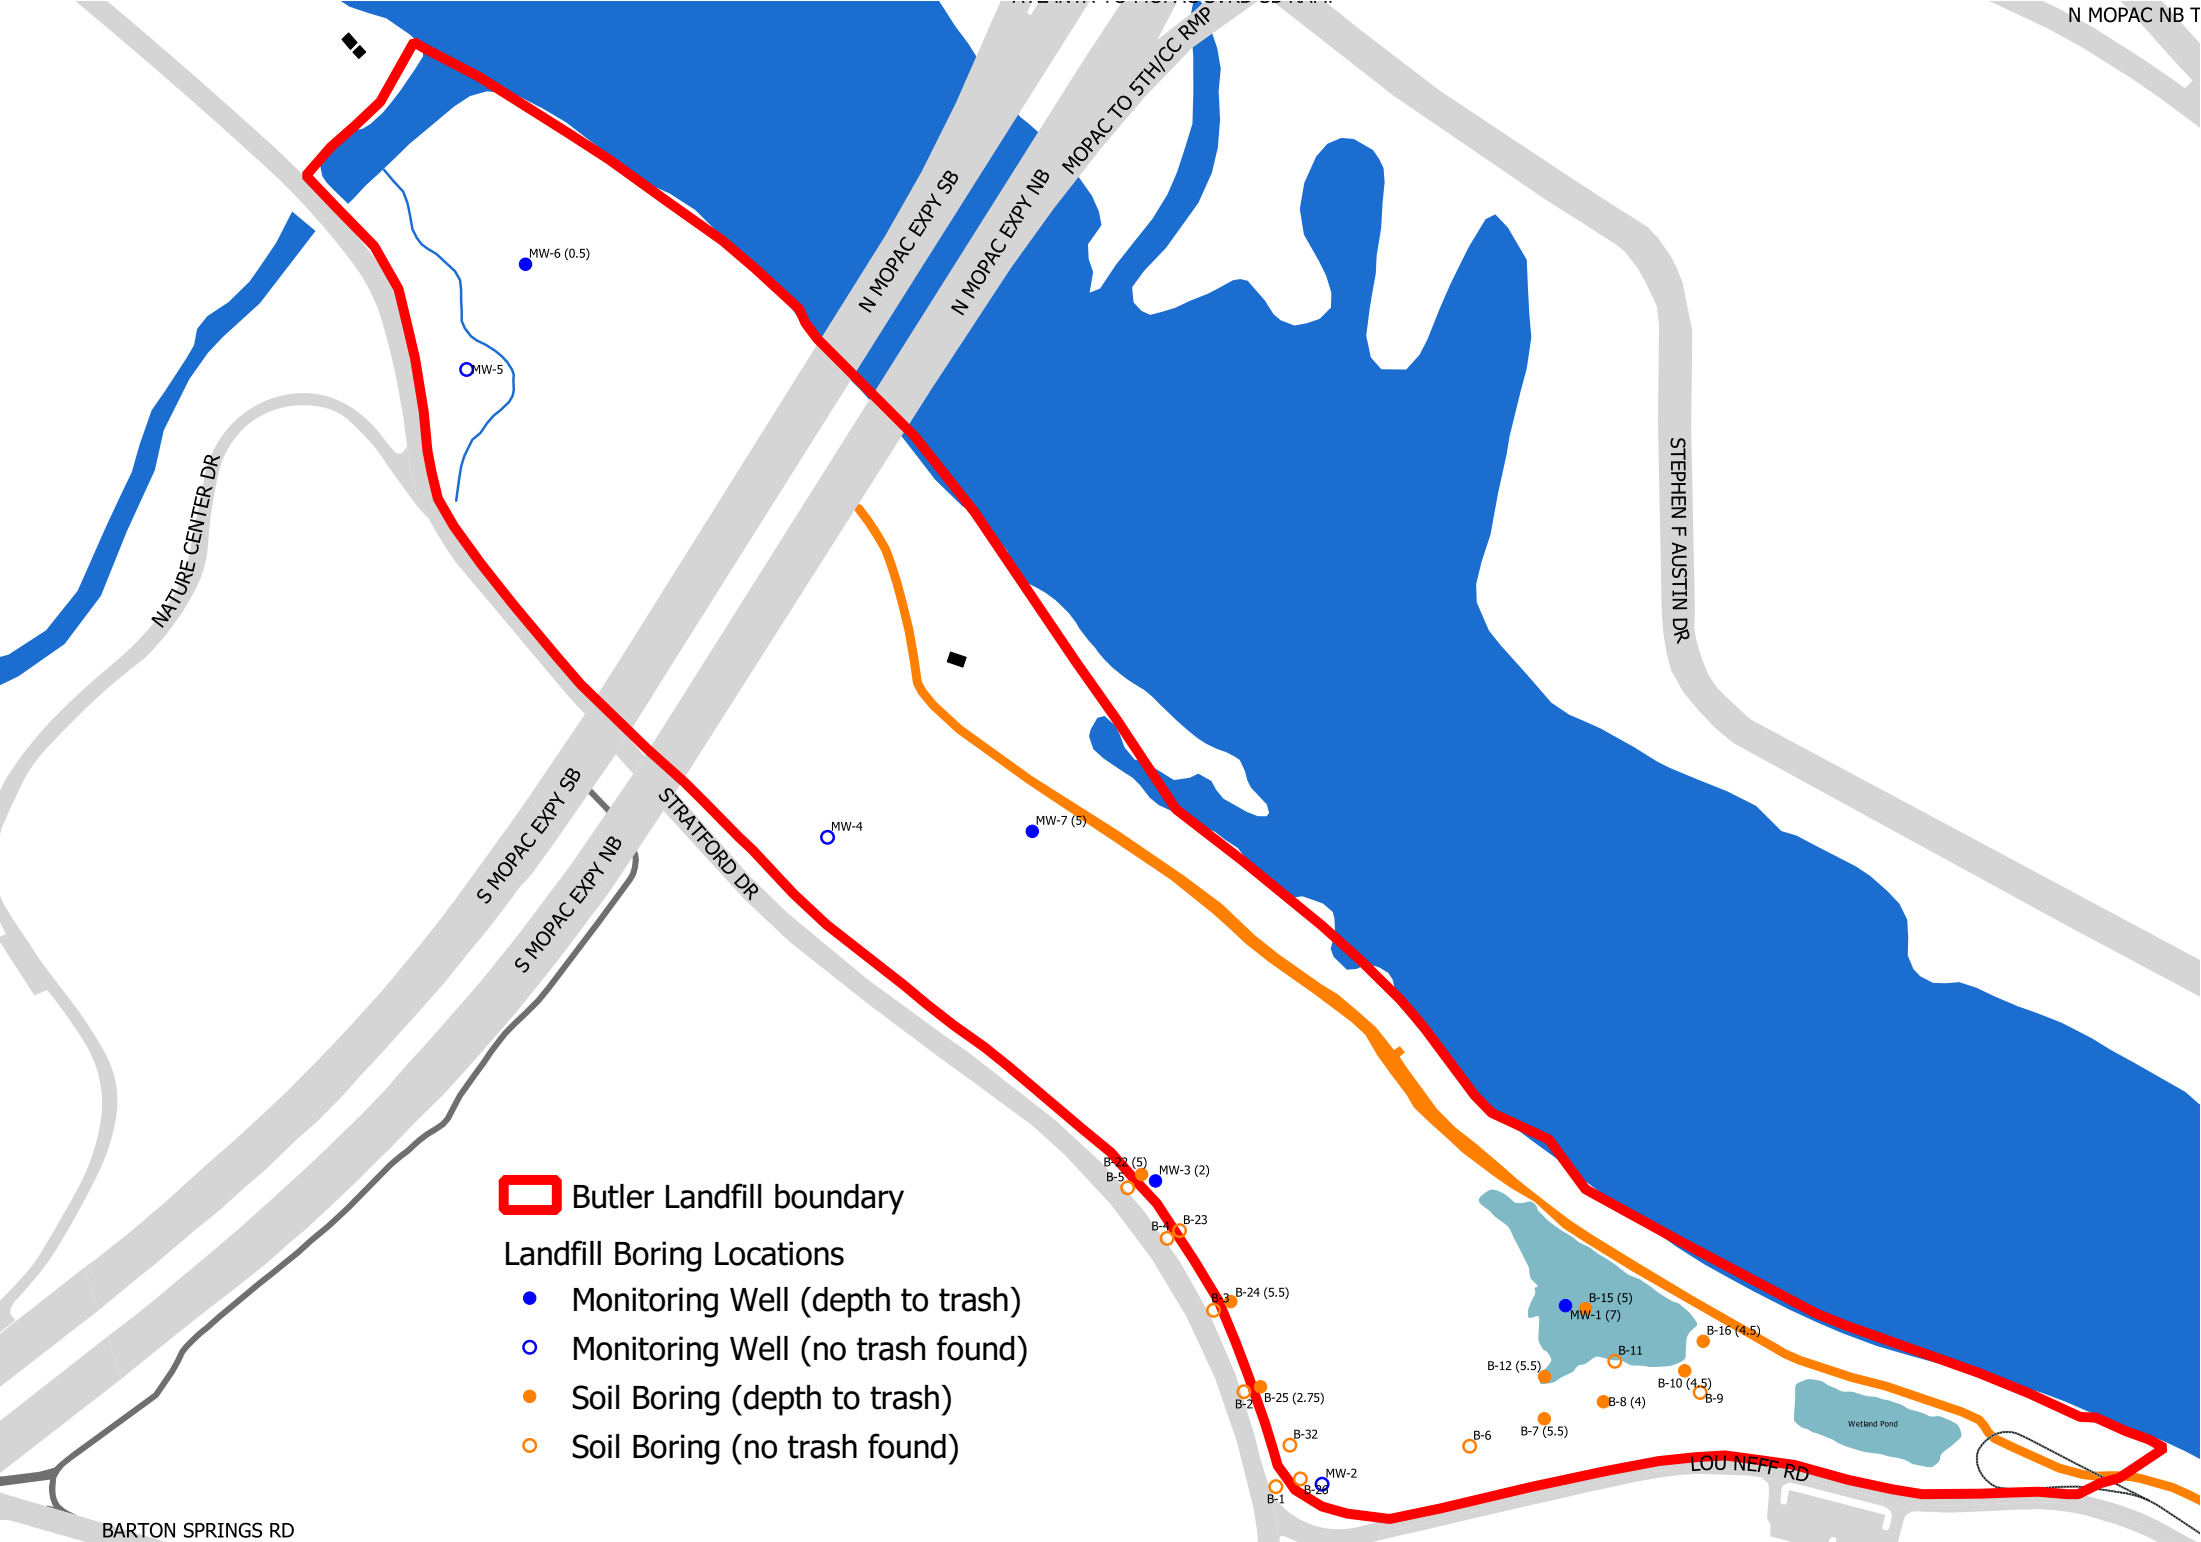 N MOPAC NB T
MOPAC TO 5TH/CC RMP
N MOPAC EXPY SB
N MOPAC EXPY NB
MW-6 (0.5)
MW-5
NATURE CENTER DR
STEPHEN F AUSTIN DR
S MOPAC EXPY SB
S MOPAC EXPY NB
STRATFORD DR
MW-4
MW-7 (5)
B-22 (5)
MW-3 (2)
B-5
B-23
B-4
B-24 (5.5)
B-3
B-15 (5)
MW-1 (7)
B-16 (4.5)
B-11
B-12 (5.5)
B-10 (4.5)
B-9
B-25 (2.75)
B-2
B-8 (4)
B-7 (5.5)
Wetland Pond
B-32
B-6
MW-2
B-26
B-1
LOU NEFF RD
BARTON SPRINGS RD
Butler Landfill boundary
Landfill Boring Locations
Monitoring Well (depth to trash)
Monitoring Well (no trash found)
Soil Boring (depth to trash)
Soil Boring (no trash found)